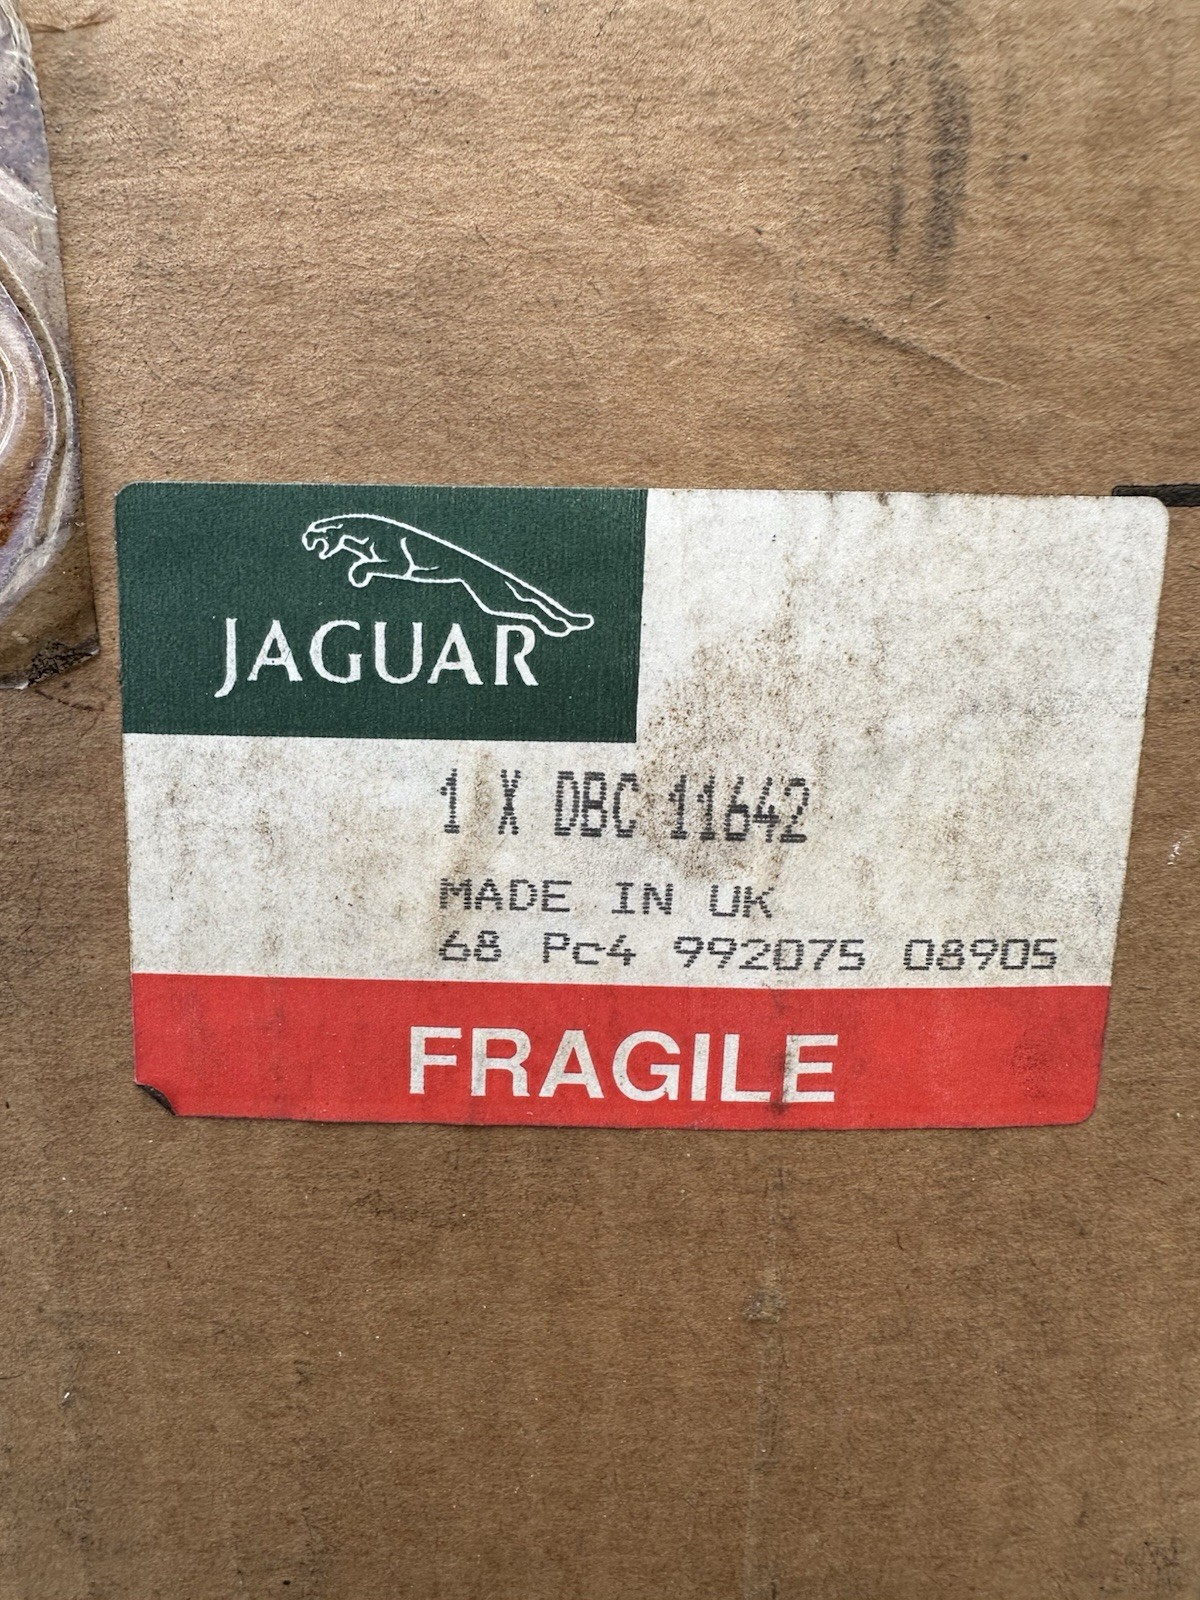 JAGUAR
1 X DBC 11642
MADE IN UK
68 Pc4 992075 08905
FRAGILE